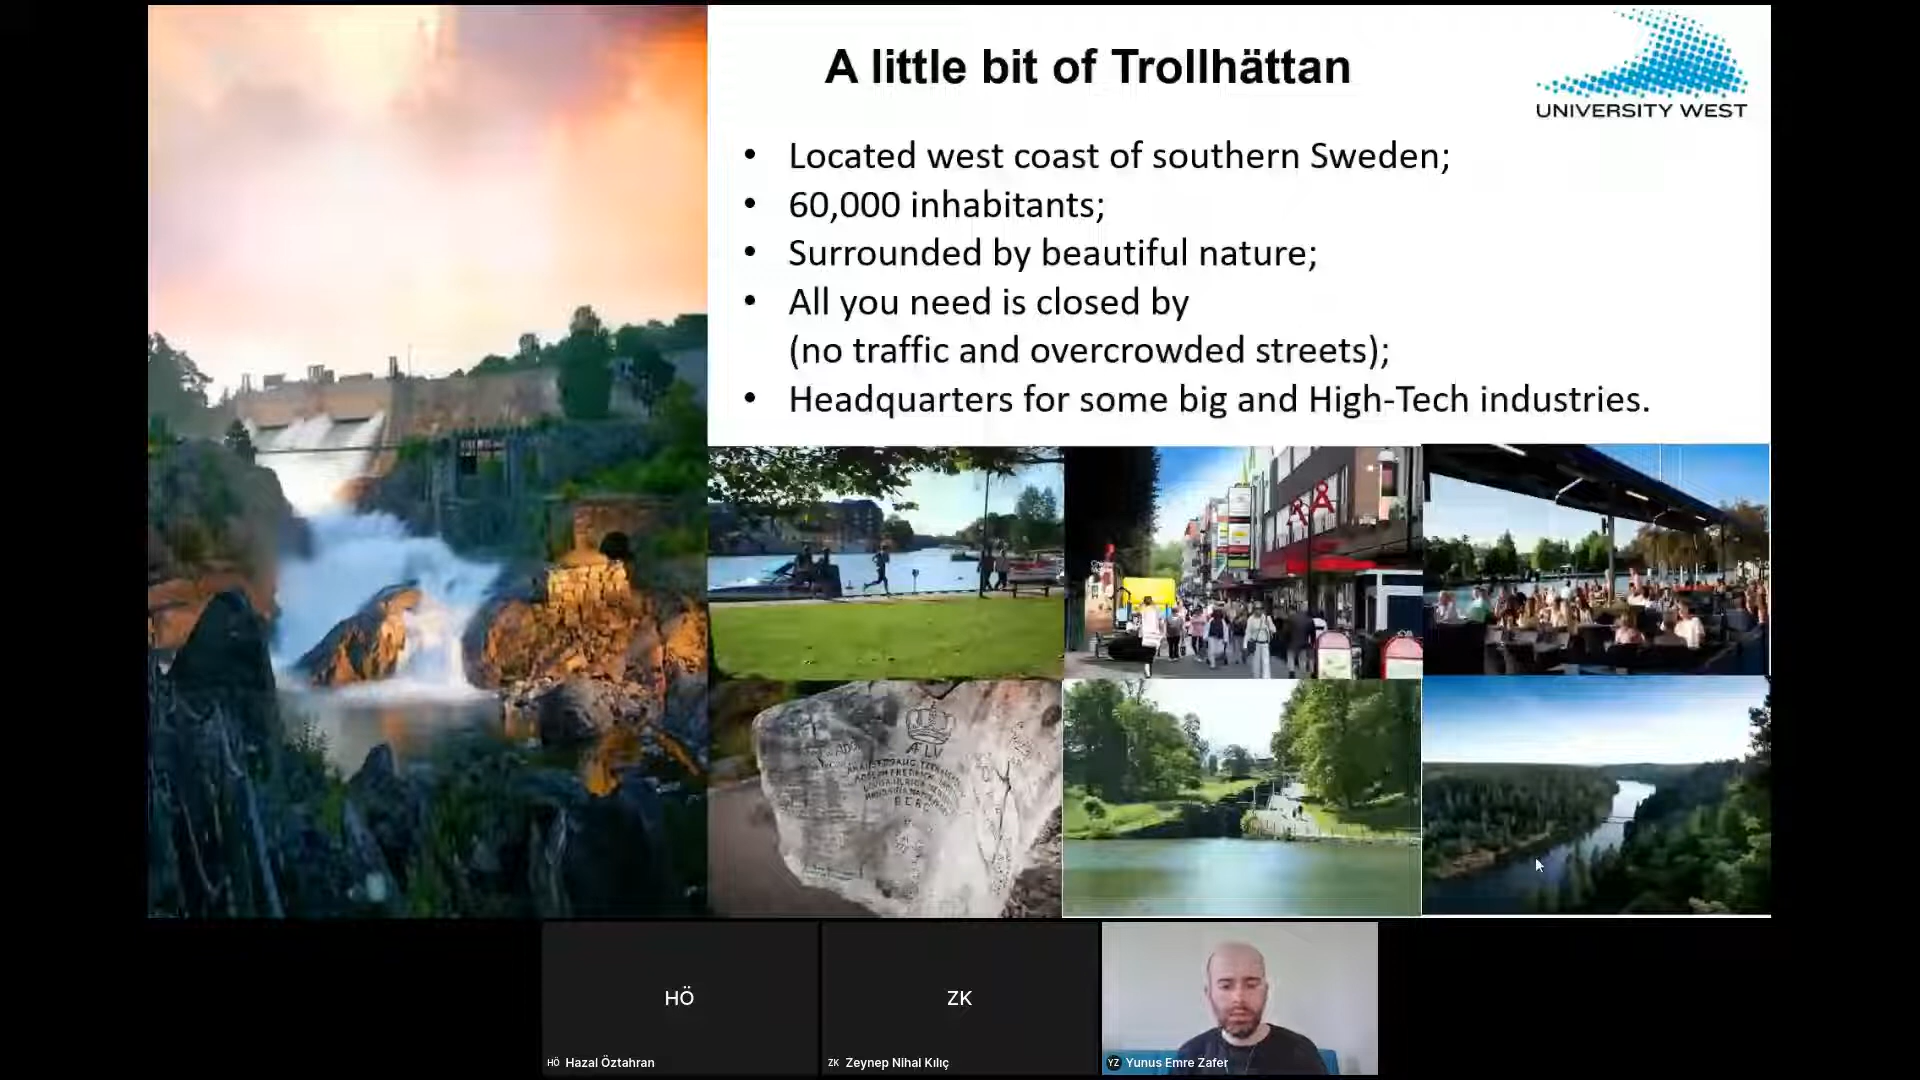 A little bit of Trollhättan
UNIVERSITY WEST
• Located west coast of southern Sweden;
• 60,000 inhabitants;
• Surrounded by beautiful nature;
• All you need is closed by
(no traffic and overcrowded streets);
• Headquarters for some big and High-Tech industries.
HÖ
HÖ Hazal Öztahran
ZK
ZK Zeynep Nihal Kılıç
YZ Yunus Emre Zafer